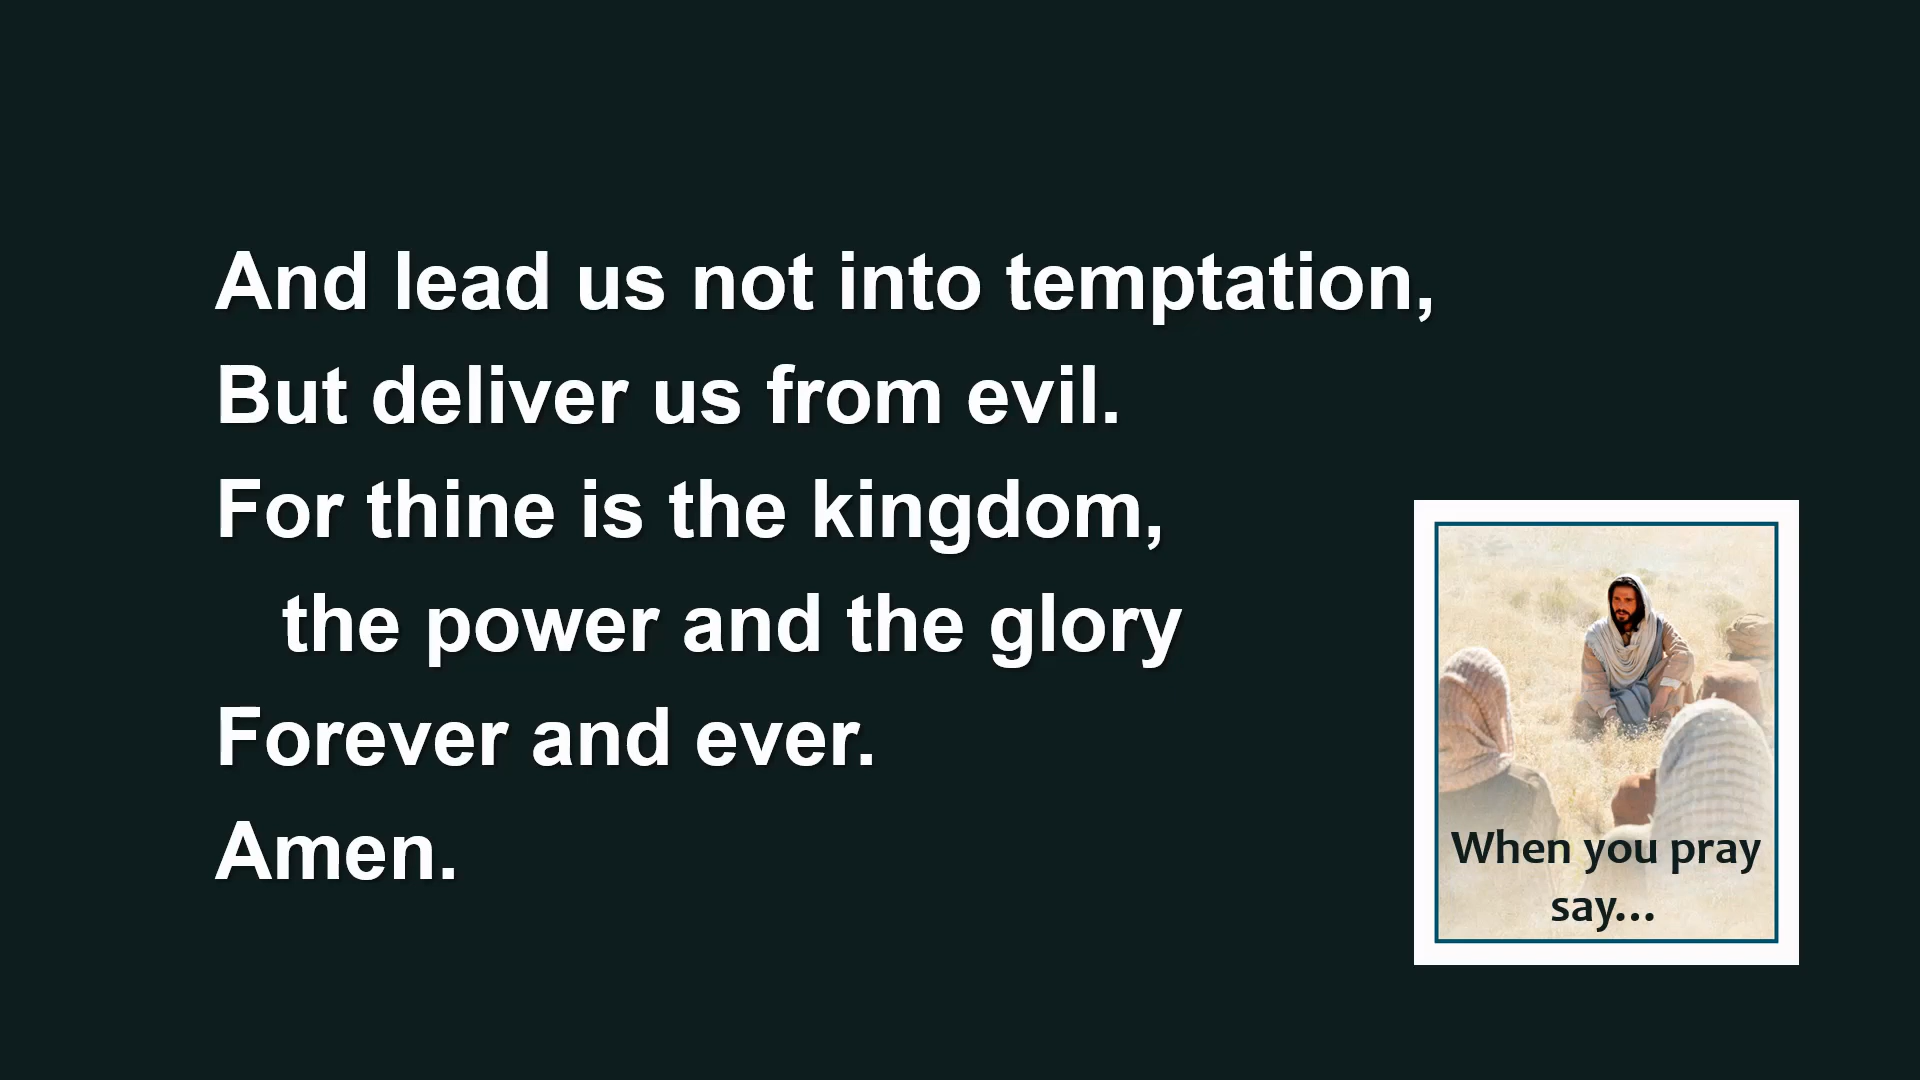 And lead us not into temptation,
But deliver us from evil.
For thine is the kingdom,
the power and the glory
Forever and ever.
Amen.
When you pray
say...